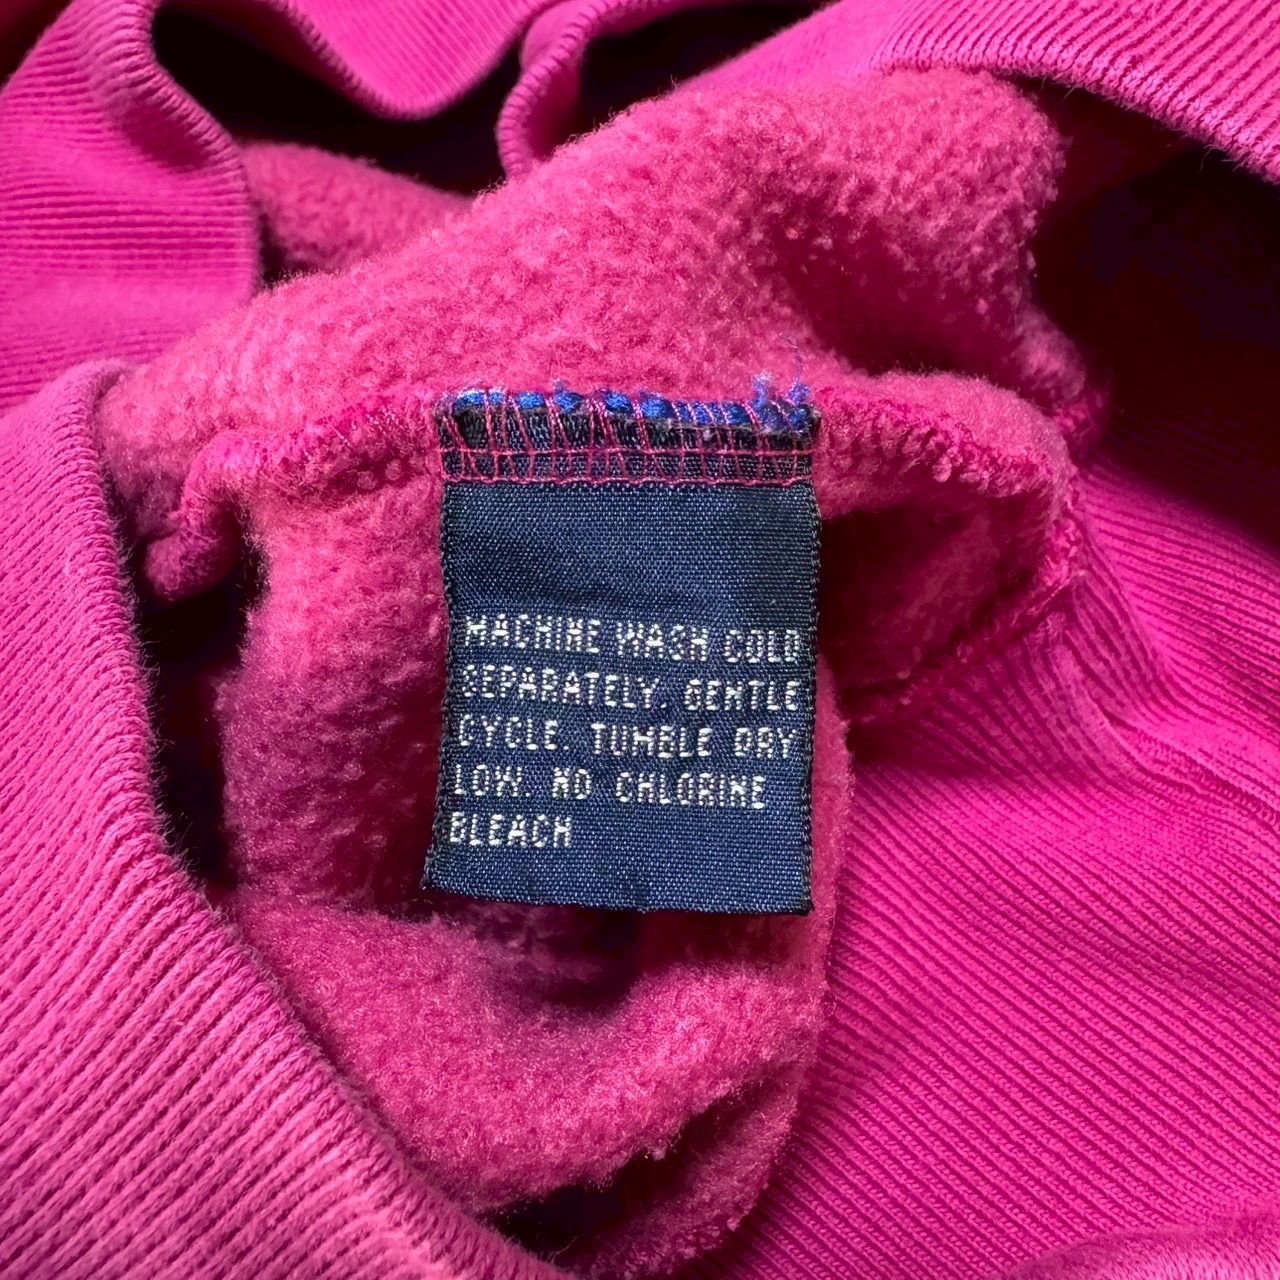 MACHINE WASH COLD
SEPARATELY. GENTLE
CYCLE. TUMBLE DRY
LOW. NO CHLORINE
BLEACH